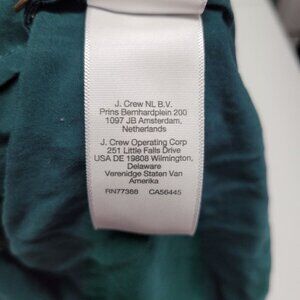 J. Crew NL B.V.
Prins Bernhardplein 200
1097 JB Amsterdam,
Netherlands
J. Crew Operating Corp
251 Little Falls Drive
USA DE 19808 Wilmington,
Delaware
Verenidge Staten Van
Amerika
RN77388 CA56445